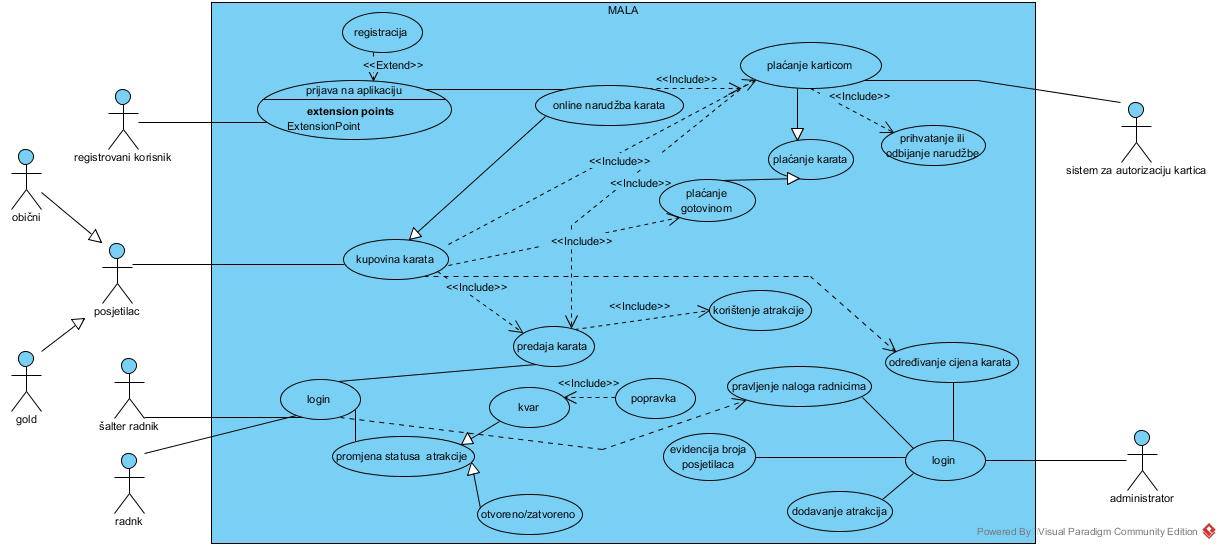 MALA
registracija
<<Extend>>
prijava na aplikaciju
extension points
ExtensionPoint
online narudžba karata
<<Include>>
plaćanje karticom
<<Include>>
registrovani korisnik
prihvatanje ili
odbijanje narudžbe
sistem za autorizaciju kartica
plaćanje karata
<<Include>>
<<Include>>
plaćanje
gotovinom
obični
<<Include>>
kupovina karata
<<Include>>
posjetilac
<<Include>>
korištenje atrakcije
predaja karata
određivanje cijena karata
<<Include>>
pravljenje naloga radnicima
login
kvar
popravka
gold
šalter radnik
promjena statusa atrakcije
evidencija broja
posjetilaca
login
administrator
radnk
otvoreno/zatvoreno
dodavanje atrakcija
Powered By Visual Paradigm Community Edition